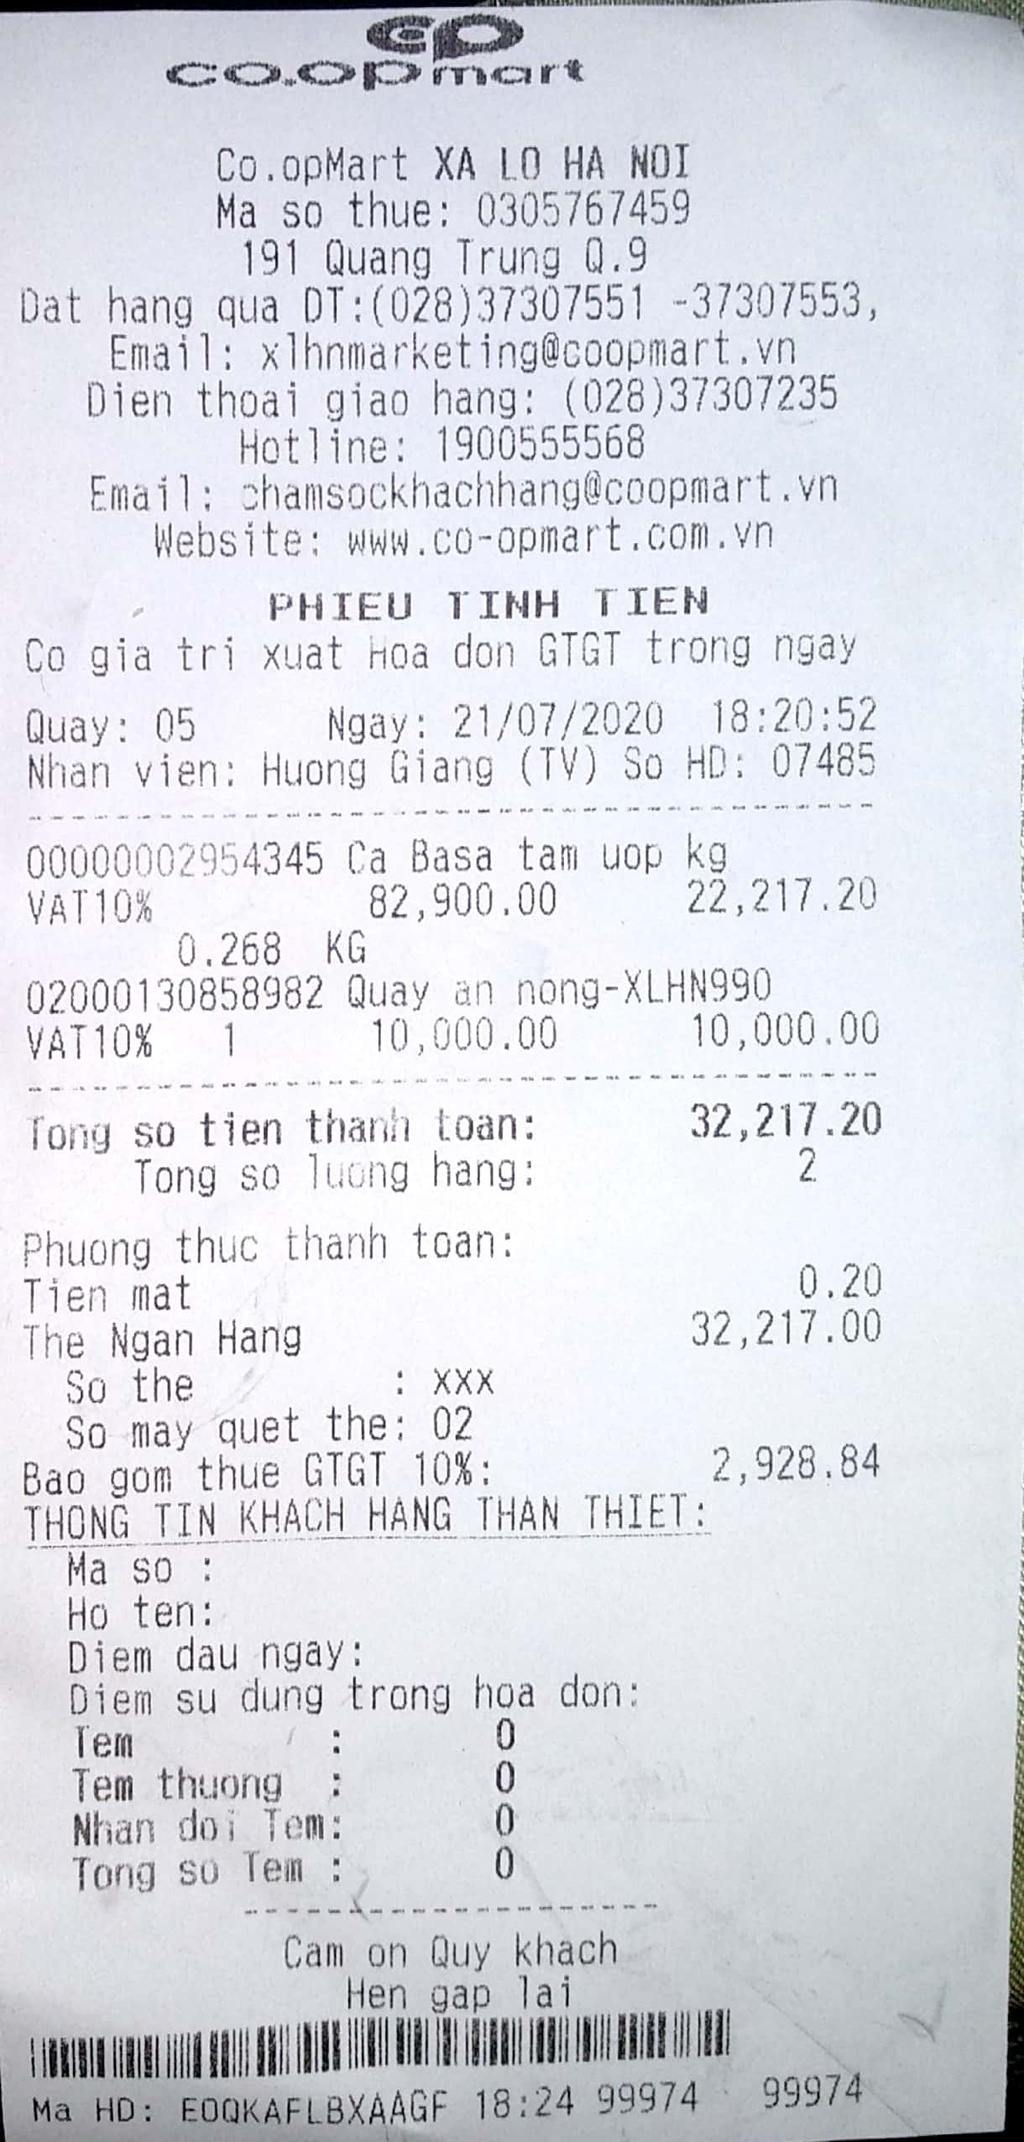 co.opmart
Co.opMart XA LO HA NOI
Ma so thue: 0305767459
191 Quang Trung Q.9
Dat hang qua DT:(028)37307551 -37307553,
Email: xlhnmarketing@coopmart.vn
Dien thoai giao hang: (028)37307235
Hotline: 1900555568
Email: chamsockhachhang@coopmart.vn
Website: www.co-opmart.com.vn
PHIEU TINH TIEN
Co gia tri xuat Hoa don GTGT trong ngay
Quay: 05 Ngay: 21/07/2020 18:20:52
Nhan vien: Huong Giang (TV) So HD: 07485
00000002954345 Ca Basa tam uop kg
VAT10% 82,900.00 22,217.20
0.268 KG
02000130858982 Quay an nong-XLHN990
VAT10% 1 10,000.00 10,000.00
Tong so tien thanh toan: 32,217.20
Tong so luong hang: 2
Phuong thuc thanh toan:
Tien mat 0.20
The Ngan Hang 32,217.00
So the : xxx
So may quet the: 02
Bao gom thue GTGT 10%: 2,928.84
THONG TIN KHACH HANG THAN THIET:
Ma so :
Ho ten:
Diem dau ngay:
Diem su dung trong hoa don:
Tem : 0
Tem thuong : 0
Nhan doi Tem: 0
Tong so Tem : 0
Cam on Quy khach
Hen gap lai
Ma HD: EOQKAFLBXAAGF 18:24 99974 99974